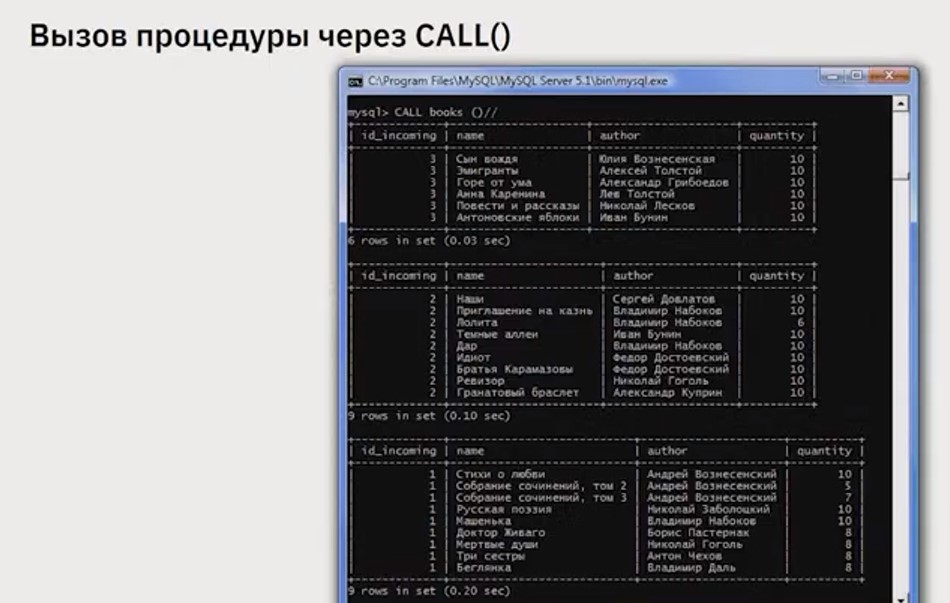 Вызов процедуры через CALL()
C:\Program Files\MySQL\MySQL Server 5.1\bin\mysql.exe
mysql> CALL books ()//
| id_incoming | name | author | quantity |
| 3 | Сын вождя | Юлия Вознесенская | 10 |
| 3 | Эмигранты | Алексей Толстой | 10 |
| 3 | Горе от ума | Александр Грибоедов | 10 |
| 3 | Анна Каренина | Лев Толстой | 10 |
| 3 | Повести и рассказы | Николай Лесков | 10 |
| 3 | Антоновские яблоки | Иван Бунин | 10 |
6 rows in set (0.03 sec)
| id_incoming | name | author | quantity |
| 2 | Наши | Сергей Довлатов | 10 |
| 2 | Приглашение на казнь | Владимир Набоков | 10 |
| 2 | Лолита | Владимир Набоков | 6 |
| 2 | Темные аллеи | Иван Бунин | 10 |
| 2 | Дар | Владимир Набоков | 10 |
| 2 | Идиот | Федор Достоевский | 10 |
| 2 | Братья Карамазовы | Федор Достоевский | 10 |
| 2 | Ревизор | Николай Гоголь | 10 |
| 2 | Гранатовый браслет | Александр Куприн | 10 |
9 rows in set (0.10 sec)
| id_incoming | name | author | quantity |
| 1 | Стихи о любви | Андрей Вознесенский | 10 |
| 1 | Собрание сочинений, том 2 | Андрей Вознесенский | 5 |
| 1 | Собрание сочинений, том 3 | Андрей Вознесенский | 7 |
| 1 | Русская поэзия | Николай Заболоцкий | 10 |
| 1 | Машенька | Владимир Набоков | 10 |
| 1 | Доктор Живаго | Борис Пастернак | 8 |
| 1 | Мертвые души | Николай Гоголь | 8 |
| 1 | Три сестры | Антон Чехов | 8 |
| 1 | Беглянка | Владимир Даль | 8 |
9 rows in set (0.20 sec)